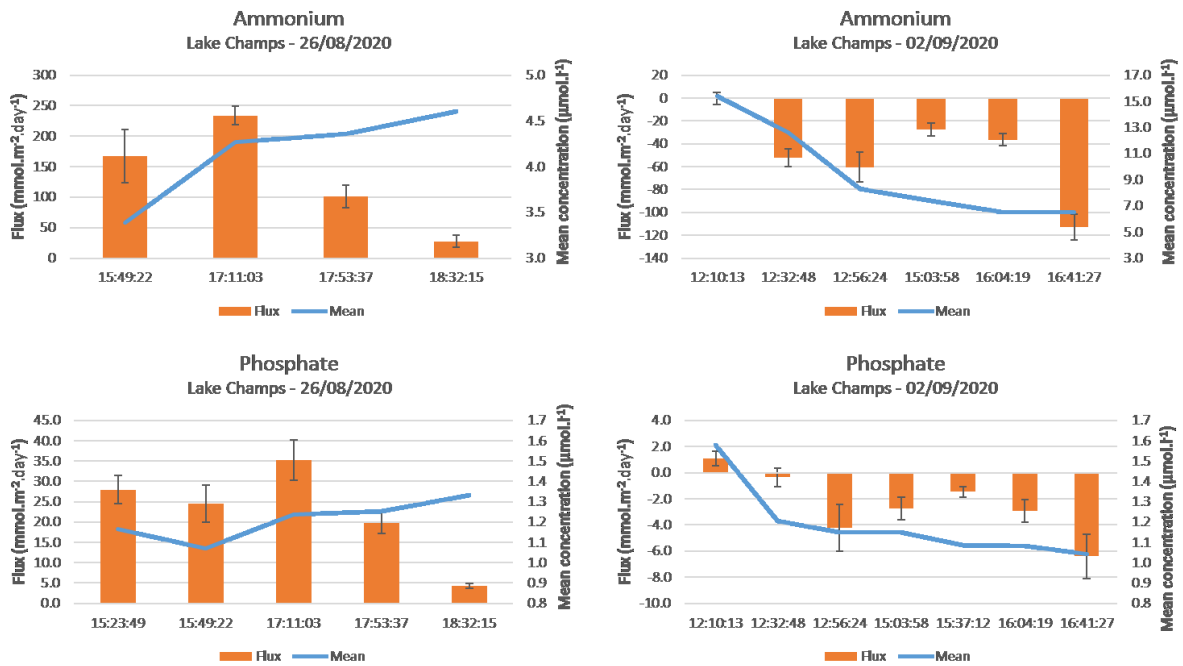 Ammonium
Lake Champs - 26/08/2020
Flux (mmol.m-2.day-1)
300
250
200
150
100
50
0
5.0
4.5
4.0
3.5
3.0
Mean concentration (µmol.l-1)
15:49:22 17:11:03 17:53:37 18:32:15
Flux Mean
Ammonium
Lake Champs - 02/09/2020
Flux (mmol.m-2.day-1)
20
0
-20
-40
-60
-80
-100
-120
-140
17.0
15.0
13.0
11.0
9.0
7.0
5.0
3.0
Mean concentration (µmol.l-1)
12:10:13 12:32:48 12:56:24 15:03:58 16:04:19 16:41:27
Flux Mean
Phosphate
Lake Champs - 26/08/2020
Flux (mmol.m-2.day-1)
45.0
40.0
35.0
30.0
25.0
20.0
15.0
10.0
5.0
0.0
1.7
1.6
1.5
1.4
1.3
1.2
1.1
1.0
0.9
0.8
Mean concentration (µmol.l-1)
15:23:49 15:49:22 17:11:03 17:53:37 18:32:15
Flux Mean
Phosphate
Lake Champs - 02/09/2020
Flux (mmol.m-2.day-1)
4.0
2.0
0.0
-2.0
-4.0
-6.0
-8.0
-10.0
1.7
1.6
1.5
1.4
1.3
1.2
1.1
1.0
0.9
0.8
Mean concentration (µmol.l-1)
12:10:13 12:32:48 12:56:24 15:03:58 15:37:12 16:04:19 16:41:27
Flux Mean